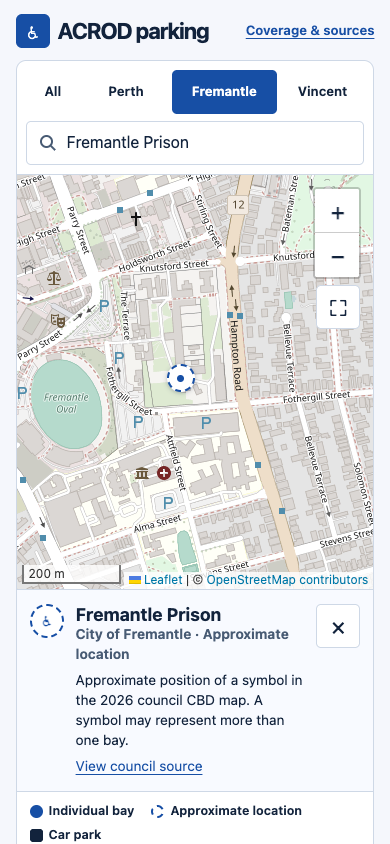 ACROD parking
Coverage & sources
All
Perth
Fremantle
Vincent
Fremantle Prison
Parry Street
High Street
Holdsworth Street
Knutsford Street
Stirling Street
12
Bateman Stre
Knutsford
+
−
P
The Terrace
Parry Street
P
Fothergill Street
Hampton Road
Bellevue Terrace
P
Fremantle
Oval
P
P
Fothergill Street
Attfield Street
Bellevue Terrace
Solomon Street
P
Alma Street
Stevens Street
200 m
Leaflet | © OpenStreetMap contributors
Fremantle Prison
City of Fremantle · Approximate
location
Approximate position of a symbol in
the 2026 council CBD map. A
symbol may represent more than
one bay.
View council source
Individual bay
Approximate location
Car park